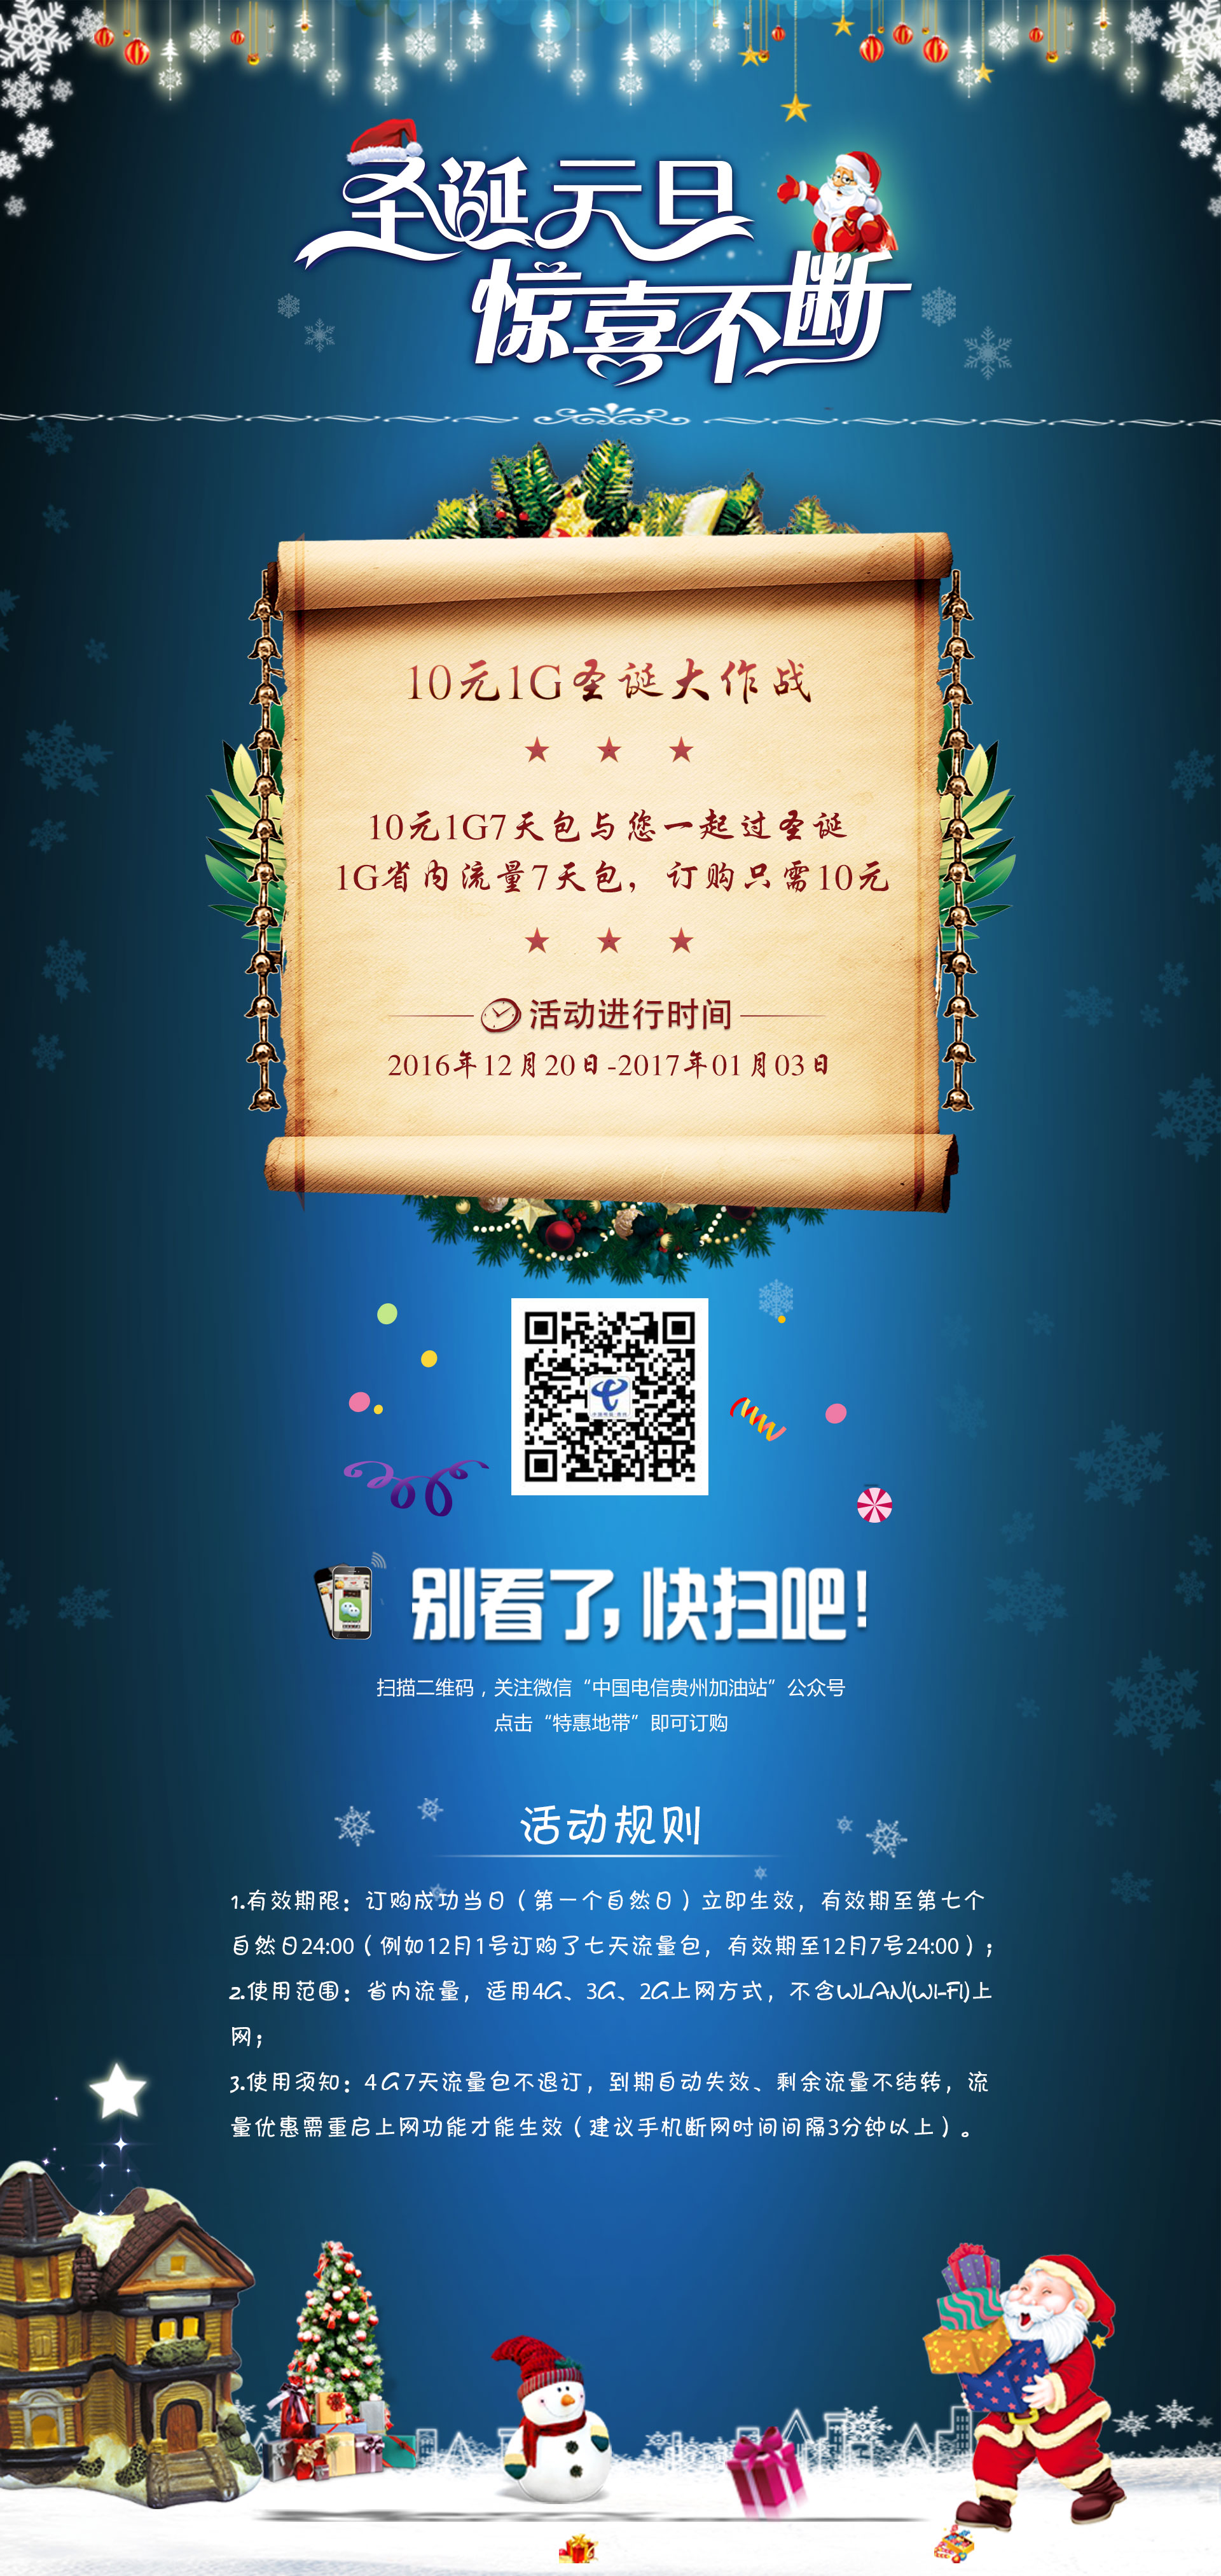 圣诞元旦
惊喜不断
10元1G圣诞大作战
10元1G7天包与您一起过圣诞
1G省内流量7天包，订购只需10元
活动进行时间
2016年12月20日-2017年01月03日
别看了,快扫吧!
扫描二维码，关注微信“中国电信贵州加油站”公众号
点击“特惠地带”即可订购
活动规则
1.有效期限：订购成功当日（第一个自然日）立即生效，有效期至第七个
自然日24:00（例如12月1号订购了七天流量包，有效期至12月7号24:00）；
2.使用范围：省内流量，适用4G、3G、2G上网方式，不含WLAN(WI-FI)上
网；
3.使用须知：4G7天流量包不退订，到期自动失效、剩余流量不结转，流
量优惠需重启上网功能才能生效（建议手机断网时间间隔3分钟以上）。